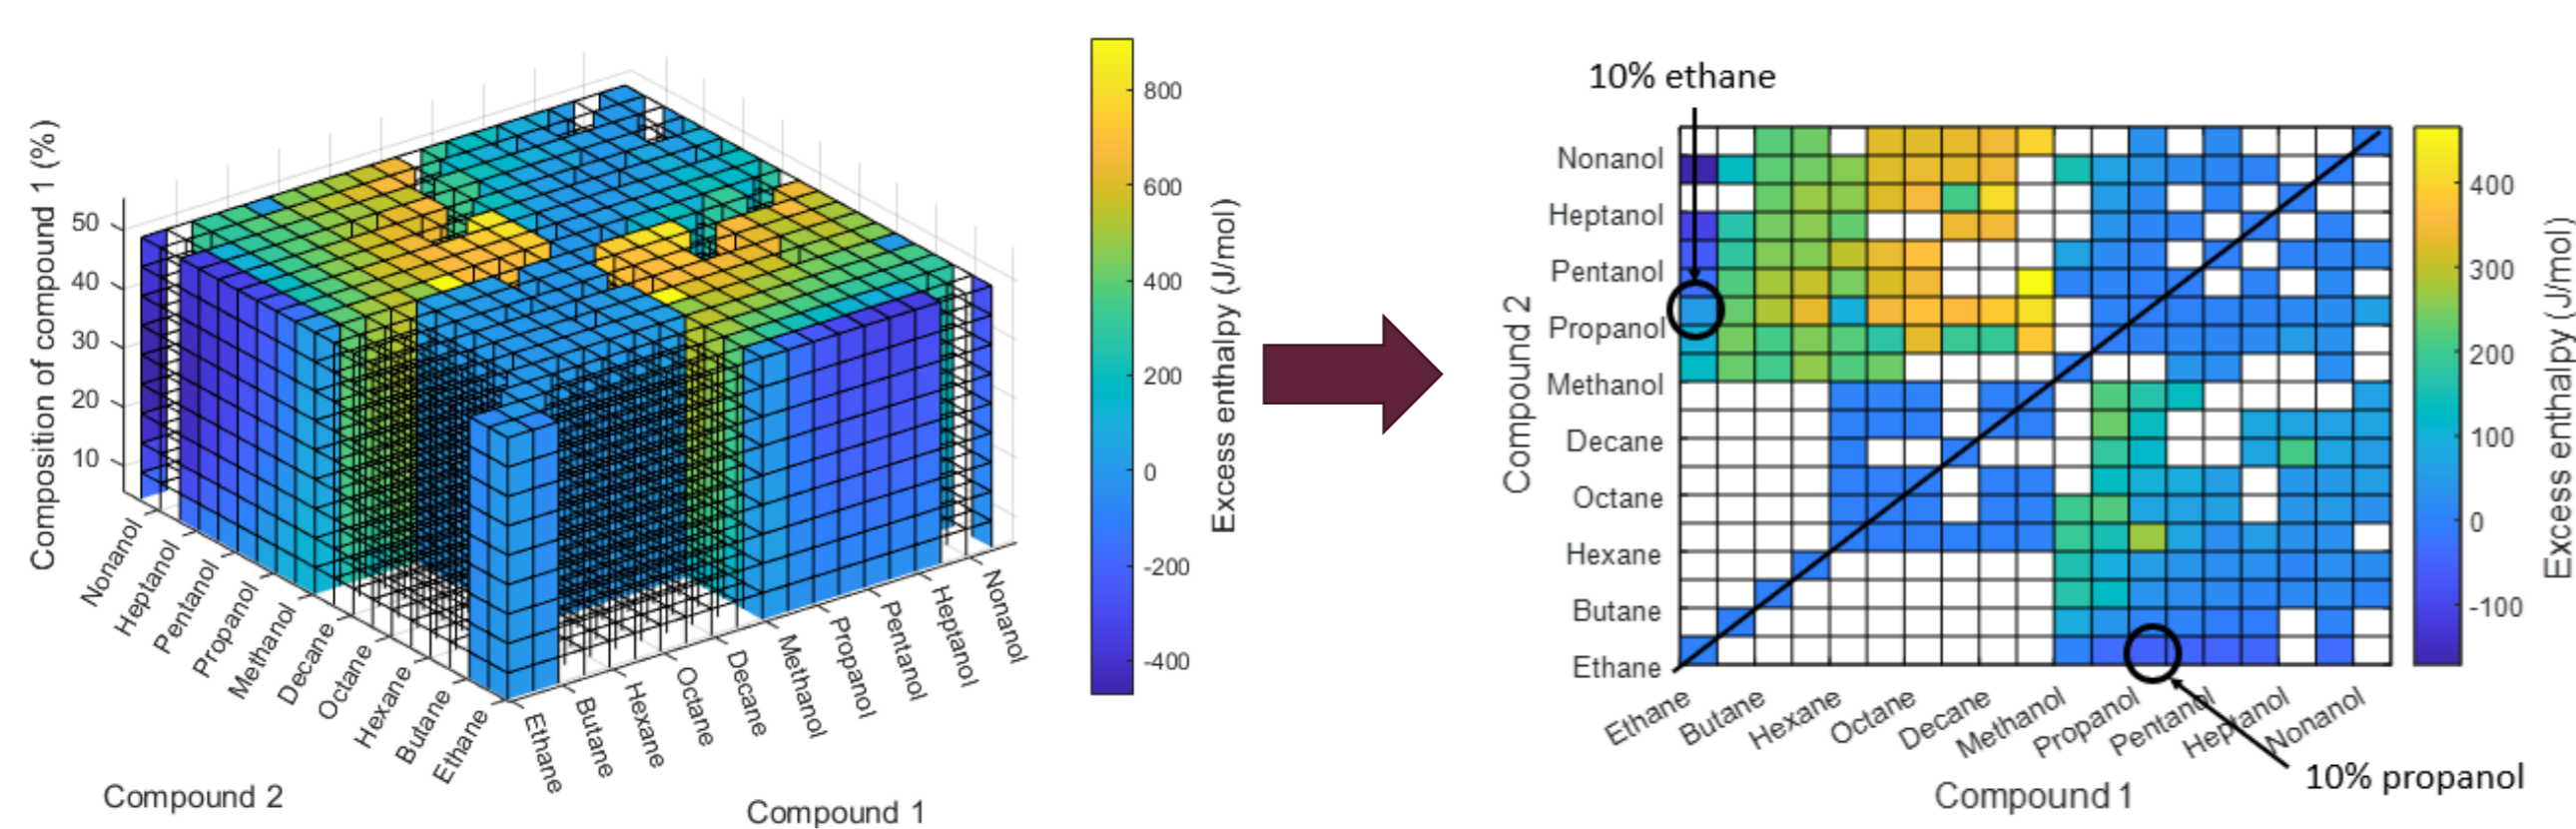 Composition of compound 1 (%)
50
40
30
20
10
Nonanol
Heptanol
Pentanol
Propanol
Methanol
Decane
Octane
Hexane
Butane
Ethane
Compound 2
Ethane
Butane
Hexane
Octane
Decane
Methanol
Propanol
Pentanol
Heptanol
Nonanol
Compound 1
800
600
400
200
0
-200
-400
Excess enthalpy (J/mol)
10% ethane
Compound 2
Nonanol
Heptanol
Pentanol
Propanol
Methanol
Decane
Octane
Hexane
Butane
Ethane
Ethane
Butane
Hexane
Octane
Decane
Methanol
Propanol
Pentanol
Heptanol
Nonanol
Compound 1
10% propanol
400
300
200
100
0
-100
Excess enthalpy (J/mol)